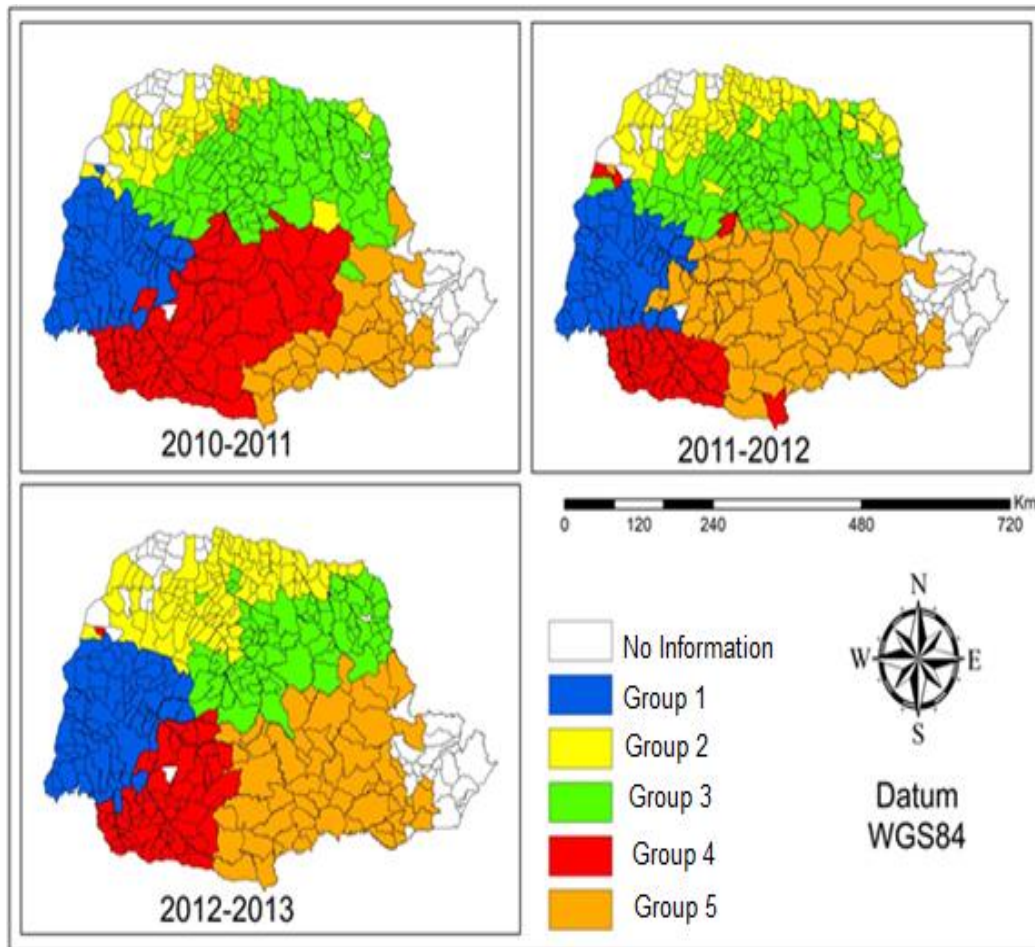 2010-2011
2011-2012
2012-2013
Km
0 120 240 480 720
N
W E
S
Datum
WGS84
No Information
Group 1
Group 2
Group 3
Group 4
Group 5